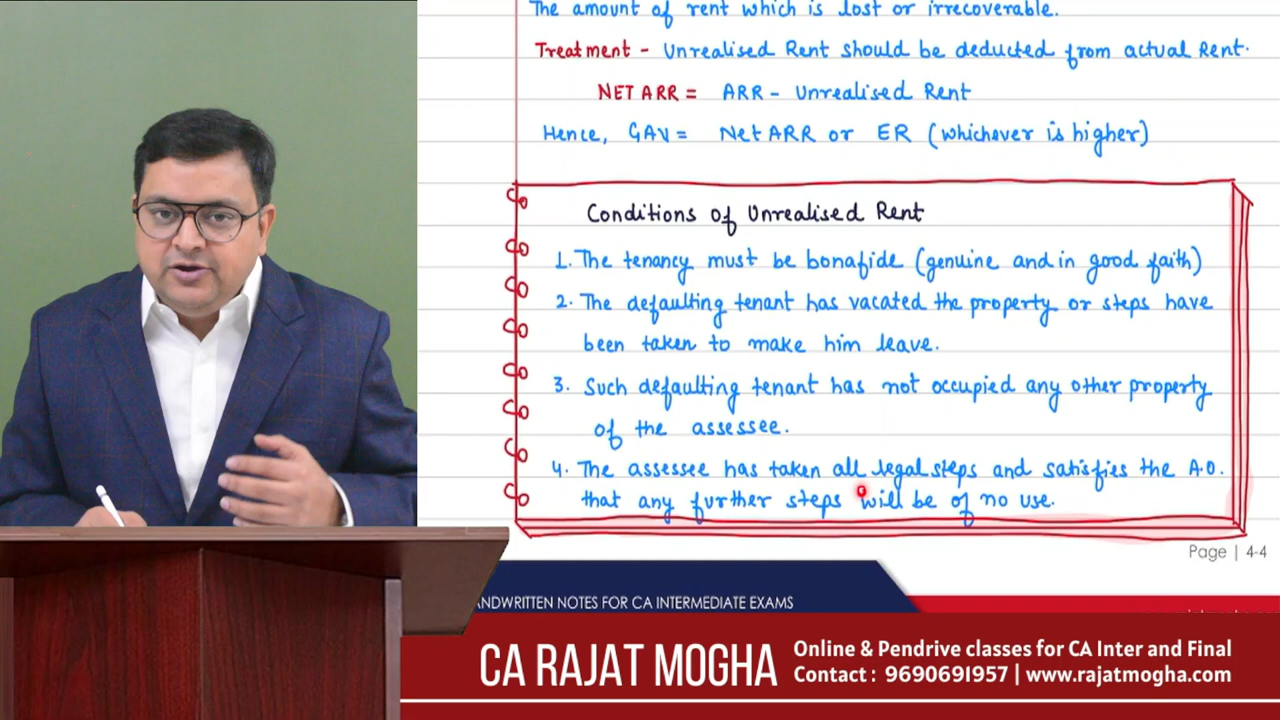 The amount of rent which is lost or irrecoverable.
Treatment - Unrealised Rent should be deducted from actual Rent.
NET ARR = ARR - Unrealised Rent
Hence, GAV = Net ARR or ER (whichever is higher)
Conditions of Unrealised Rent
1. The tenancy must be bonafide (genuine and in good faith)
2. The defaulting tenant has vacated the property or steps have
been taken to make him leave.
3. Such defaulting tenant has not occupied any other property
of the assessee.
4. The assessee has taken all legal steps and satisfies the A.O.
that any further steps will be of no use.
Page | 4-4
NDWRITTEN NOTES FOR CA INTERMEDIATE EXAMS
CA RAJAT MOGHA
Online & Pendrive classes for CA Inter and Final
Contact : 9690691957 | www.rajatmogha.com